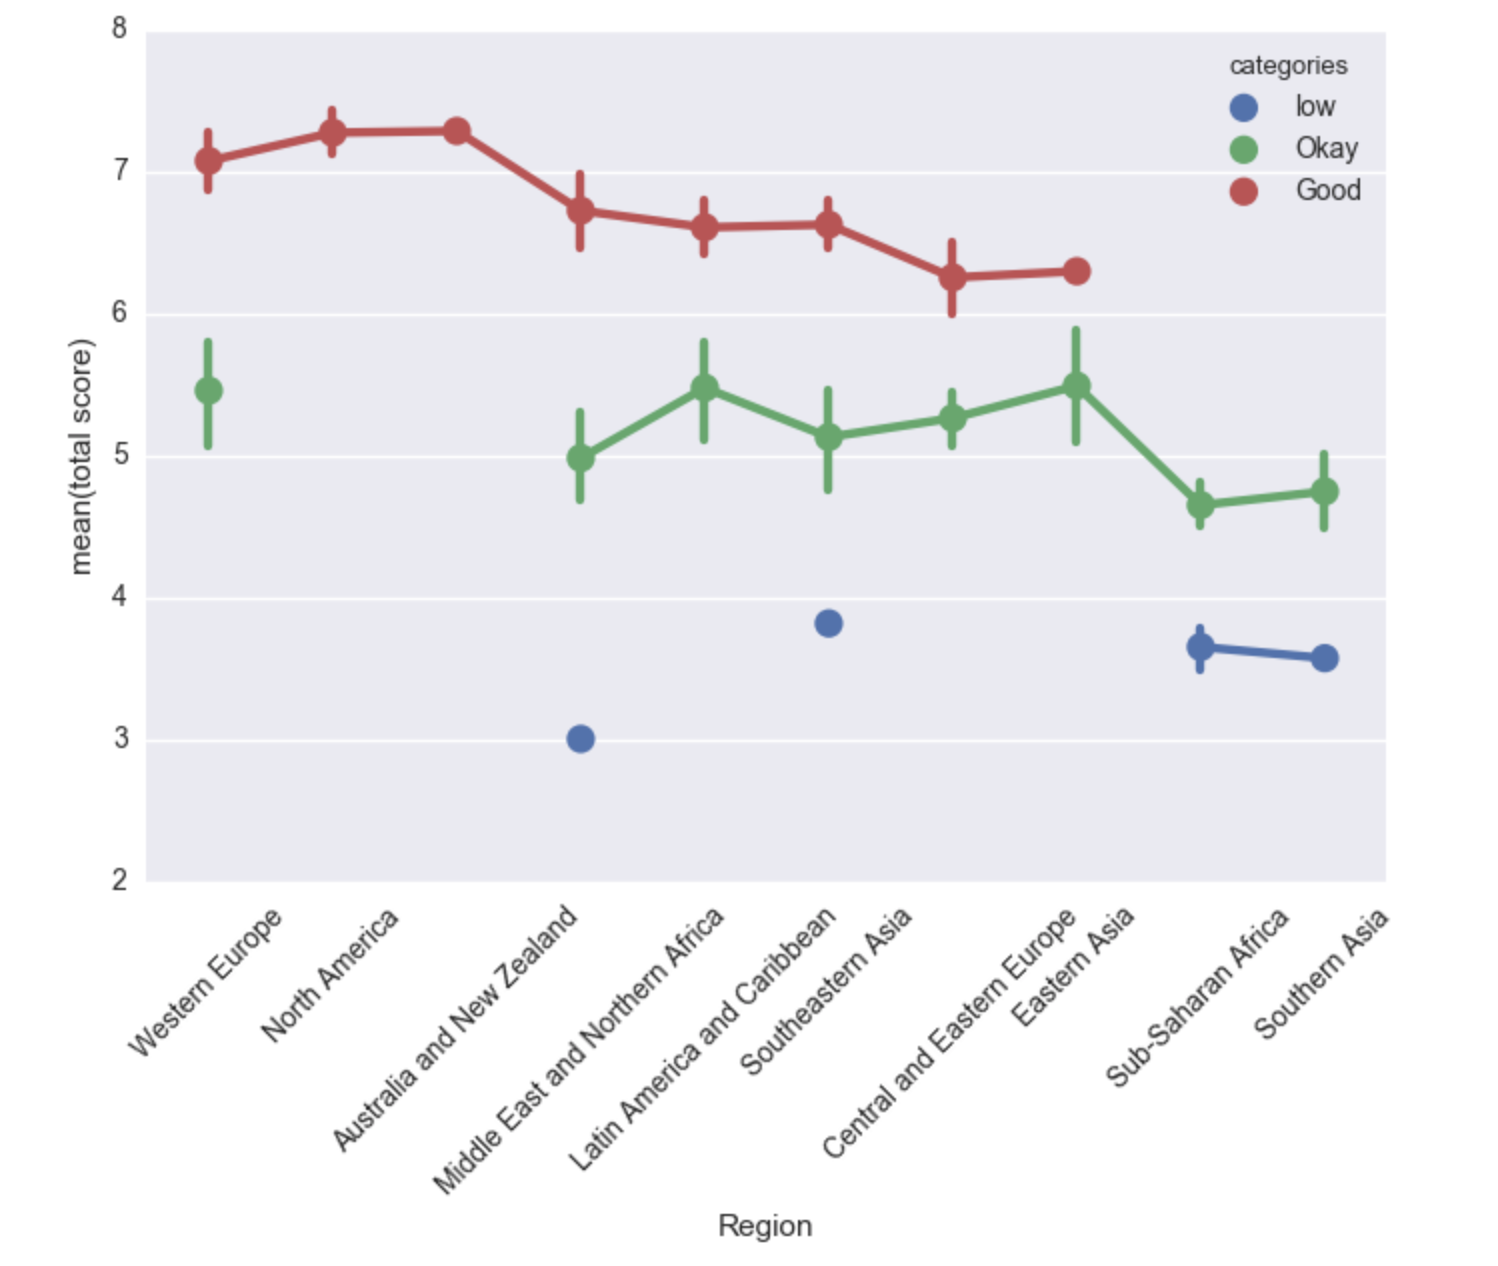 8
7
6
5
4
3
2
mean(total score)
categories
low
Okay
Good
Western Europe
North America
Australia and New Zealand
Middle East and Northern Africa
Latin America and Caribbean
Southeastern Asia
Central and Eastern Europe
Eastern Asia
Sub-Saharan Africa
Southern Asia
Region